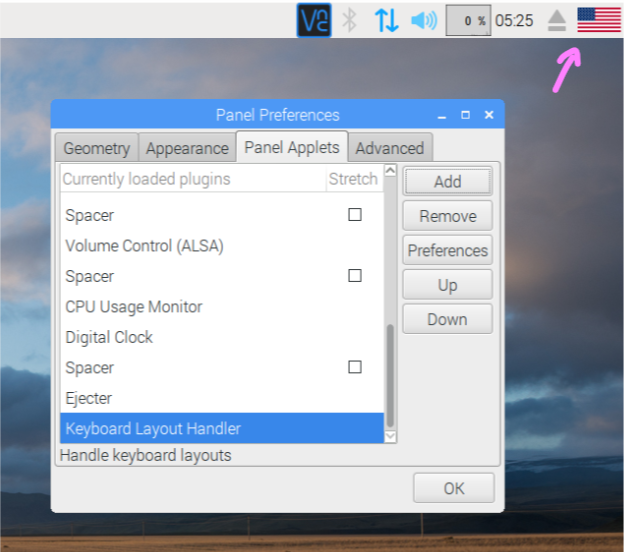 VNC
0 %
05:25
Panel Preferences
Geometry
Appearance
Panel Applets
Advanced
Currently loaded plugins
Stretch
Spacer
Volume Control (ALSA)
Spacer
CPU Usage Monitor
Digital Clock
Spacer
Ejecter
Keyboard Layout Handler
Handle keyboard layouts
Add
Remove
Preferences
Up
Down
OK